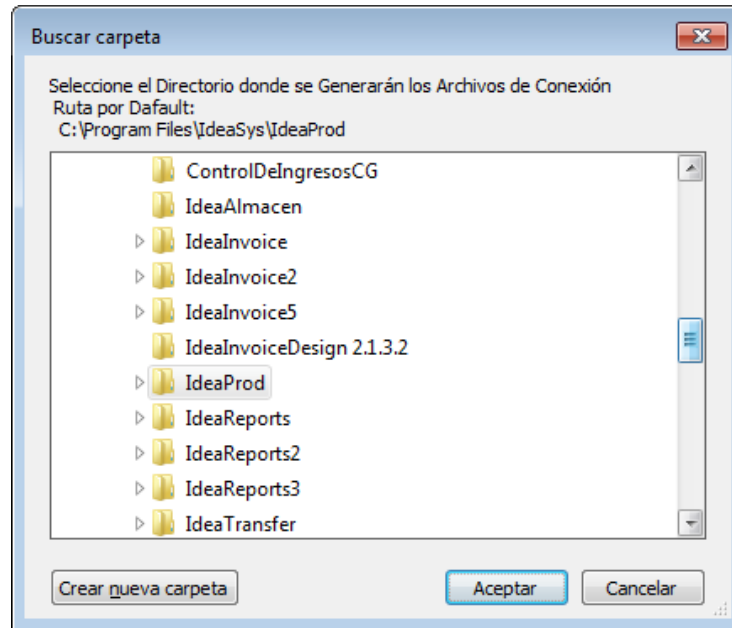 Buscar carpeta
Seleccione el Directorio donde se Generarán los Archivos de Conexión
Ruta por Dafault:
C:\Program Files\IdeaSys\IdeaProd
ControlDeIngresosCG
IdeaAlmacen
IdeaInvoice
IdeaInvoice2
IdeaInvoice5
IdeaInvoiceDesign 2.1.3.2
IdeaProd
IdeaReports
IdeaReports2
IdeaReports3
IdeaTransfer
Crear nueva carpeta
Aceptar
Cancelar